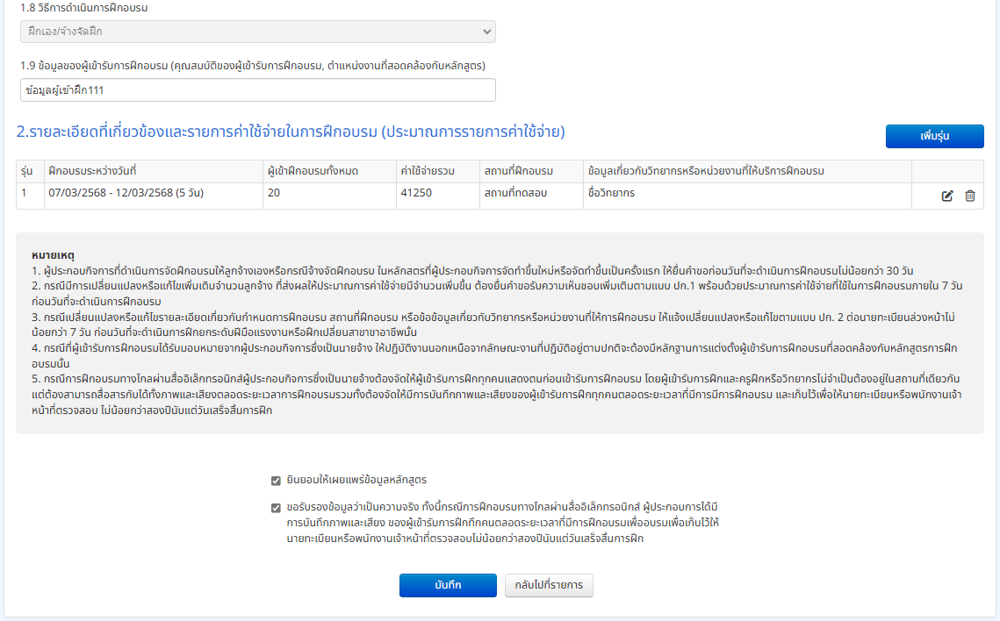 1.8 วิธีการดำเนินการฝึกอบรม
ฝึกเอง/จ้างจัดฝึก
1.9 ข้อมูลของผู้เข้ารับการฝึกอบรม (คุณสมบัติของผู้เข้ารับการฝึกอบรม, ตำแหน่งงานที่สอดคล้องกับหลักสูตร)
ข้อมูลผู้เข้าฝึก111
2.รายละเอียดที่เกี่ยวข้องและรายการค่าใช้จ่ายในการฝึกอบรม (ประมาณการรายการค่าใช้จ่าย)
เพิ่มรุ่น
รุ่น ฝึกอบรมระหว่างวันที่ ผู้เข้าฝึกอบรมทั้งหมด ค่าใช้จ่ายรวม สถานที่ฝึกอบรม ข้อมูลเกี่ยวกับวิทยากรหรือหน่วยงานที่ให้บริการฝึกอบรม
1 07/03/2568 - 12/03/2568 (5 วัน) 20 41250 สถานที่ทดสอบ ชื่อวิทยากร
หมายเหตุ
1. ผู้ประกอบกิจการที่ดำเนินการจัดฝึกอบรมให้ลูกจ้างเองหรือกรณีจ้างจัดฝึกอบรบ ในหลักสตรที่ผู้ประกอบกิจการจัดทำขึ้นใหม่หรือจัดทำขึ้นเป็นครั้งแรก ให้ยื่นคำขอก่อนวันที่จะดำเนินการฝึกอบรมไม่น้อยกว่า 30 วัน
2. กรณีมีการเปลี่ยนแปลงหรือแก้ไขเพิ่มเติมจำนวนลูกจ้าง ที่ส่งผลให้ประมาณการค่าใช้จ่ายมีจำนวนเพิ่มขึ้น ต้องยื่นคำขอรับความเห็นชอบเพิ่มเติมตามแบบ ปก.1 พร้อมด้วยประมาณการค่าใช้จ่ายที่ใช้ในการฝึกอบรมภายใน 7 วัน
ก่อนวันที่จะดำเนินการฝึกอบรม
3. กรณีเปลี่ยนแปลงหรือแก้ไขรายละเอียดเกี่ยวกับกำหนดการฝึกอบรม สถานที่ฝึกอบรม หรือข้อข้อมูลเกี่ยวกับวิทยากรหรือหน่วยงานที่ให้การฝึกอบรม ให้แจ้งเปลี่ยนแปลงหรือแก้ไขตามแบบ ปก. 2 ต่อนายทะเบียนล่วงหน้าไม่
น้อยกว่า 7 วัน ก่อนวันที่จะดำเนินการฝึกยกระดับฝีมือแรงงานหรือฝึกเปลี่ยนสาขาขาอาชีพนั้น
4. กรณีที่ผู้เข้ารับการฝึกอบรมได้รับมอบหมายจากผู้ประกอบกิจการซึ่งเป็นนายจ้าง ให้ปฏิบัติงานนอกเหนือจากลักษณะงานที่ปฏิบัติอยู่ตามปกติจะต้องมีหลักฐานการแต่งตั้งผู้เข้ารับการฝึกอบรมที่สอดคล้องกับหลักสูตรการฝึก
อบรมนั้น
5. กรณีการฝึกอบรมทางไกลผ่านสื่ออิเล็กทรอนิกส์ผู้ประกอบกิจการซึ่งเป็นนายจ้างต้องจัดให้ผู้เข้ารับการฝึกทุกคนแสดงตนก่อนเข้ารับการฝึกอบรม โดยผู้เข้ารับการฝึกและครูฝึกหรือวิทยากรไม่จำเป็นต้องอยู่ในสถานที่เดียวกัน
แต่ต้องสามารถสื่อสารกับได้ทั้งภาพและเสียงตลอดระยะเวลาการฝึกอบรมรวมทั้งต้องจัดให้มีการบันทึกภาพและเสียงของผู้เข้ารับการฝึกทุกคนตลอดระยะเวลาที่มีการมีการฝึกอบรม และเก็บไว้เพื่อให้นายทะเบียนหรือพนักงานเจ้า
หน้าที่ตรวจสอบ ไม่น้อยกว่าสองปีนับแต่วันเสร็จสิ้นการฝึก
ยินยอมให้เผยแพร่ข้อมูลหลักสูตร
ขอรับรองข้อมูลว่าเป็นความจริง ทั้งนี้กรณีการฝึกอบรมทางไกลผ่านสื่ออิเล็กทรอนิกส์ ผู้ประกอบการได้มี
การบันทึกภาพและเสียง ของผู้เข้ารับการฝึกทึกคนตลอดระยะเวลาที่มีการฝึกอบรมเพื่ออบรมเพื่อเก็บไว้ให้
นายทะเบียนหรือพนักงานเจ้าหน้าที่ตรวจสอบไม่น้อยกว่าสองปีนับแต่วันเสร็จสิ้นการฝึก
บันทึก กลับไปที่รายการ